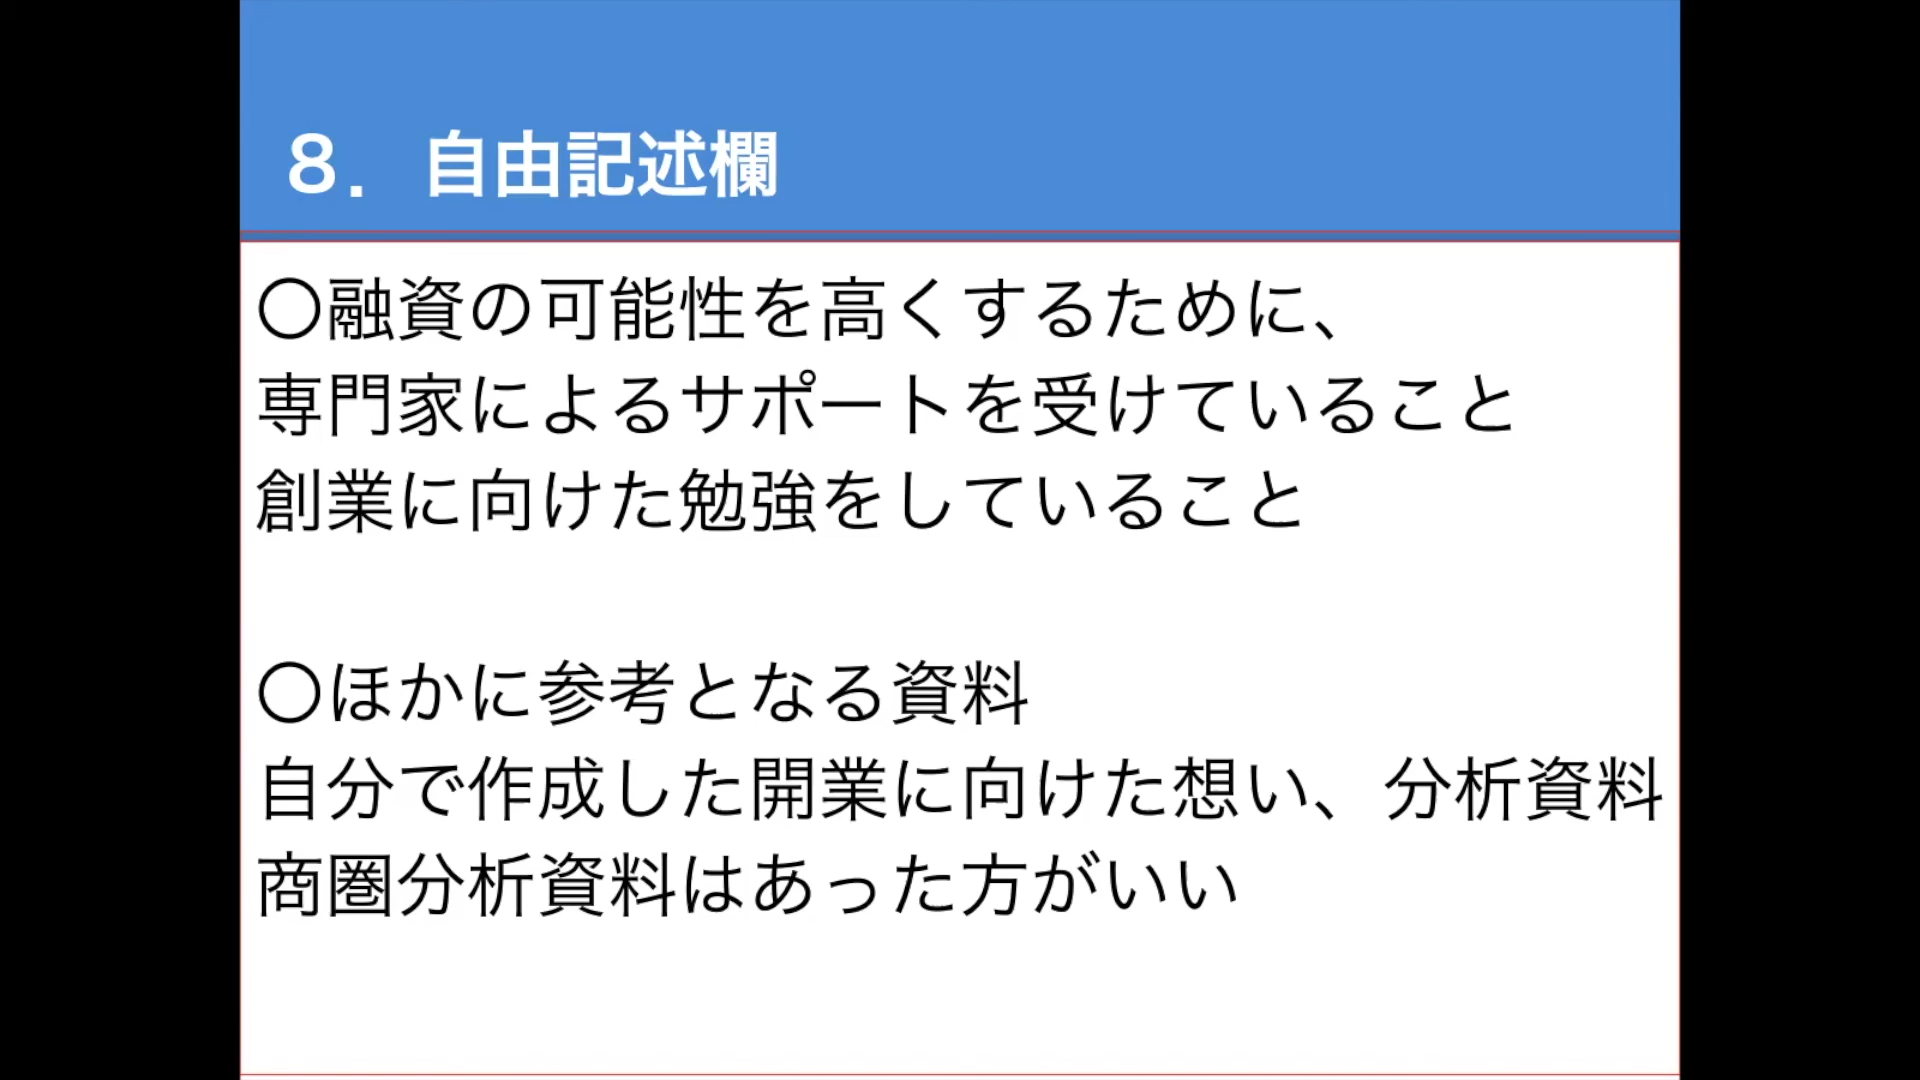 ８．自由記述欄
〇融資の可能性を高くするために、
専門家によるサポートを受けていること
創業に向けた勉強をしていること
〇ほかに参考となる資料
自分で作成した開業に向けた想い、分析資料
商圏分析資料はあった方がいい